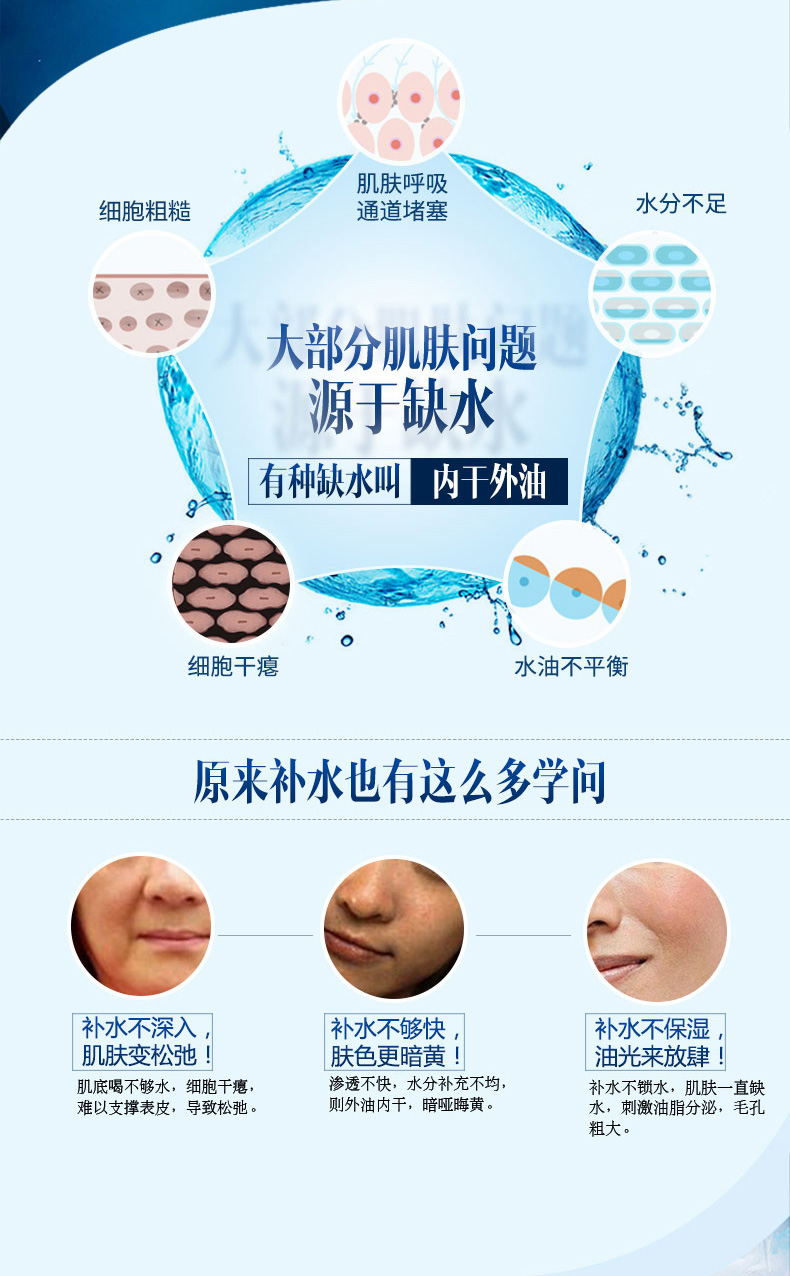 肌肤呼吸
通道堵塞
细胞粗糙
水分不足
大部分肌肤问题
源于缺水
有种缺水叫 内干外油
细胞干瘪
水油不平衡
原来补水也有这么多学问
补水不深入，
肌肤变松弛！
肌底喝不够水，细胞干瘪，
难以支撑表皮，导致松弛。
补水不够快，
肤色更暗黄！
渗透不快，水分补充不均，
则外油内干，暗哑晦黄。
补水不保湿，
油光来放肆！
补水不锁水，肌肤一直缺
水，刺激油脂分泌，毛孔
粗大。